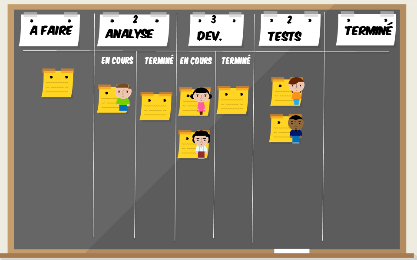 A FAIRE
2
ANALYSE
3
DEV.
2
TESTS
TERMINÉ
EN COURS
TERMINÉ
EN COURS
TERMINÉ